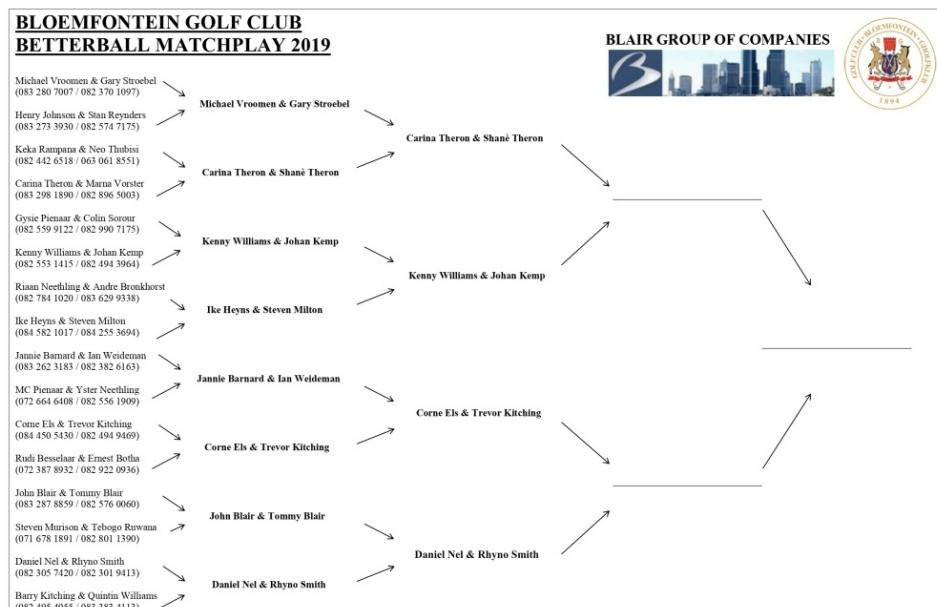 BLOEMFONTEIN GOLF CLUB
BETTERBALL MATCHPLAY 2019
BLAIR GROUP OF COMPANIES
B
GOLF CLUB • BLOEMFONTEIN • GHOLFKLUB
1894
Michael Vroomen & Gary Stroebel
(083 280 7007 / 082 370 1097)
Henry Johnson & Stan Reynders
(083 273 3930 / 082 574 7175)
Keka Rampana & Neo Thubisi
(082 442 6518 / 063 061 8551)
Carina Theron & Marna Vorster
(083 298 1890 / 082 896 5003)
Gysie Pienaar & Colin Sorour
(082 559 9122 / 082 990 7175)
Kenny Williams & Johan Kemp
(082 553 1415 / 082 494 3964)
Riaan Neethling & Andre Bronkhorst
(082 784 1020 / 083 629 9338)
Ike Heyns & Steven Milton
(084 582 1017 / 084 255 3694)
Jannie Barnard & Ian Weideman
(083 262 3183 / 082 382 6163)
MC Pienaar & Yster Neethling
(072 664 6408 / 082 556 1909)
Corne Els & Trevor Kitching
(084 450 5430 / 082 494 9469)
Rudi Besselaar & Ernest Botha
(072 387 8932 / 082 922 0936)
John Blair & Tommy Blair
(083 287 8859 / 082 576 0060)
Steven Murison & Tebogo Ruwana
(071 678 1891 / 082 801 1390)
Daniel Nel & Rhyno Smith
(082 305 7420 / 082 301 9413)
Barry Kitching & Quintin Williams
(082 495 4955 / 083 383 4113)
Michael Vroomen & Gary Stroebel
Carina Theron & Shanè Theron
Kenny Williams & Johan Kemp
Ike Heyns & Steven Milton
Jannie Barnard & Ian Weideman
Corne Els & Trevor Kitching
John Blair & Tommy Blair
Daniel Nel & Rhyno Smith
Carina Theron & Shanè Theron
Kenny Williams & Johan Kemp
Corne Els & Trevor Kitching
Daniel Nel & Rhyno Smith